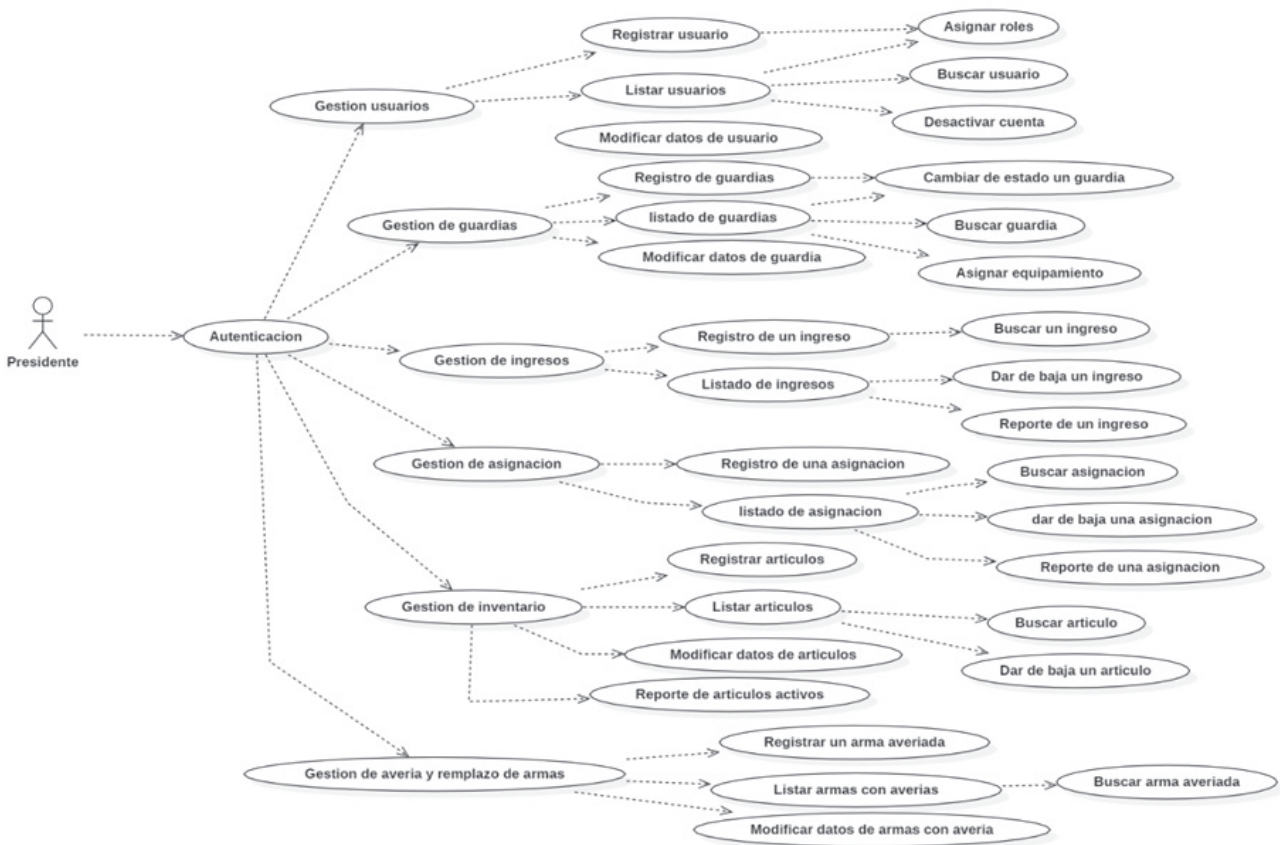 Registrar usuario
Asignar roles
Listar usuarios
Buscar usuario
Gestion usuarios
Desactivar cuenta
Modificar datos de usuario
Registro de guardias
Cambiar de estado un guardia
Gestion de guardias
listado de guardias
Buscar guardia
Modificar datos de guardia
Asignar equipamiento
Presidente
Autenticacion
Registro de un ingreso
Buscar un ingreso
Gestion de ingresos
Listado de ingresos
Dar de baja un ingreso
Reporte de un ingreso
Gestion de asignacion
Registro de una asignacion
Buscar asignacion
listado de asignacion
dar de baja una asignacion
Reporte de una asignacion
Registrar articulos
Gestion de inventario
Listar articulos
Buscar articulo
Modificar datos de articulos
Dar de baja un articulo
Reporte de articulos activos
Registrar un arma averiada
Gestion de averia y remplazo de armas
Listar armas con averias
Buscar arma averiada
Modificar datos de armas con averia